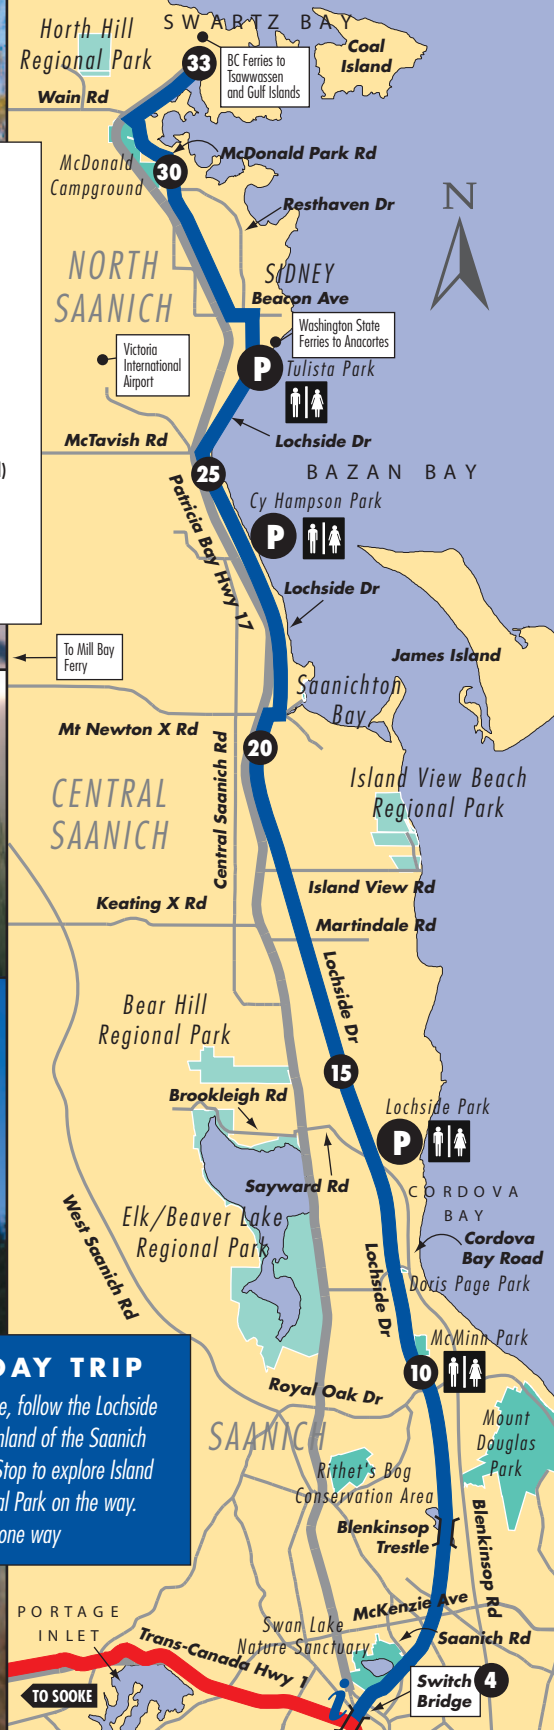 SWARTZ BAY
Horth Hill
Regional Park
33
BC Ferries to
Tsawwassen
and Gulf Islands
Coal
Island
Wain Rd
McDonald Park Rd
McDonald
Campground
30
Resthaven Dr
N
NORTH
SAANICH
SIDNEY
Beacon Ave
Washington State
Ferries to Anacortes
Victoria
International
Airport
P
Tulista Park
McTavish Rd
Lochside Dr
)
25
BAZAN BAY
Patricia Bay Hwy 17
Cy Hampson Park
P
Lochside Dr
To Mill Bay
Ferry
James Island
Saanichton
Bay
Mt Newton X Rd
20
Central Saanich Rd
Island View Beach
Regional Park
CENTRAL
SAANICH
Island View Rd
Keating X Rd
Martindale Rd
Lochside Dr
Bear Hill
Regional Park
15
Brookleigh Rd
Lochside Park
P
Sayward Rd
CORDOVA
BAY
West Saanich Rd
Elk/Beaver Lake
Regional Park
Cordova
Bay Road
Lochside Dr
Doris Page Park
McMinn Park
10
DAY TRIP
e, follow the Lochside
nland of the Saanich
Stop to explore Island
al Park on the way.
one way
Royal Oak Dr
SAANICH
Mount
Douglas
Park
Rithet's Bog
Conservation Area
Blenkinsop
Trestle
Blenkinsop Rd
McKenzie Ave
PORTAGE
INLET
Swan Lake
Nature Sanctuary
Saanich Rd
Trans-Canada Hwy 1
TO SOOKE
i
Switch
Bridge
4